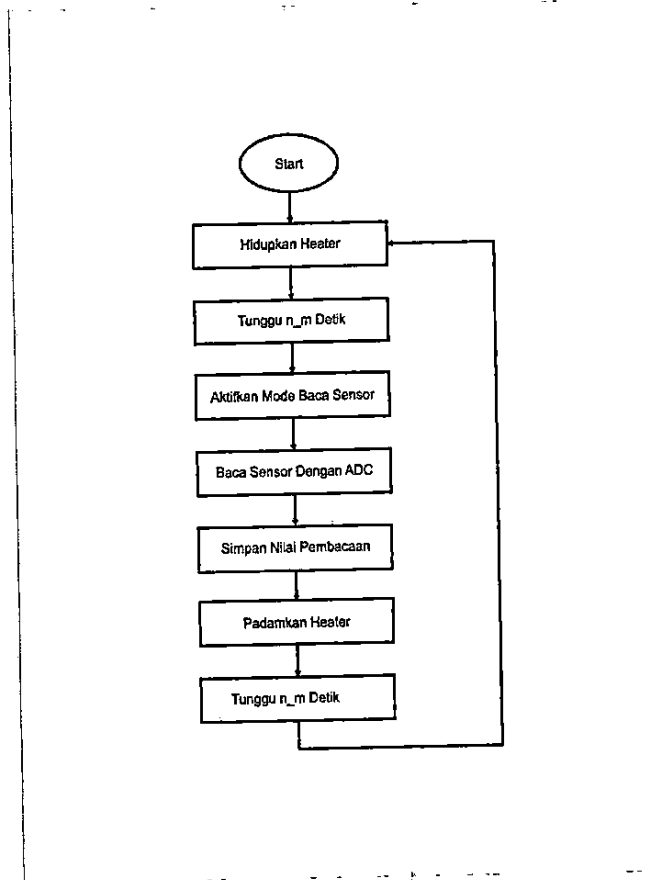 Start
Hidupkan Heater
Tunggu n_m Detik
Aktifkan Mode Baca Sensor
Baca Sensor Dengan ADC
Simpan Nilai Pembacaan
Padamkan Heater
Tunggu n_m Detik